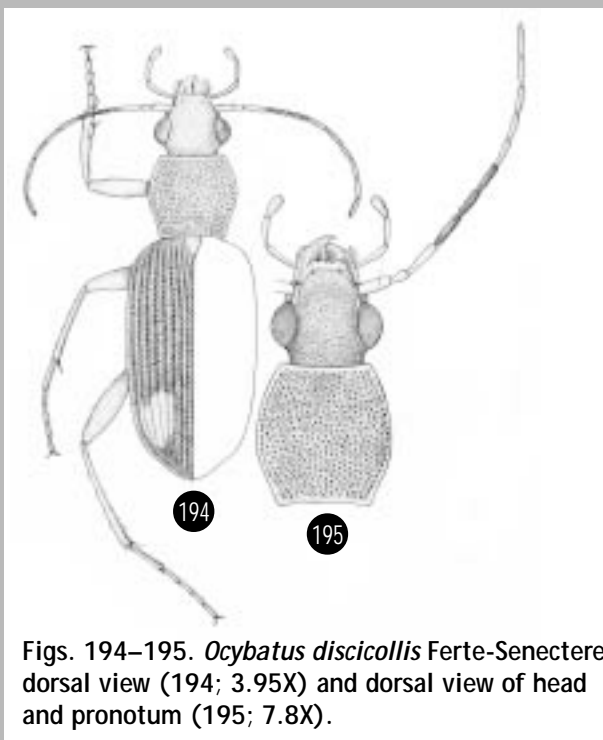 194
195
Figs. 194–195. Ocybatus discicollis Ferte-Senectere
dorsal view (194; 3.95X) and dorsal view of head
and pronotum (195; 7.8X).